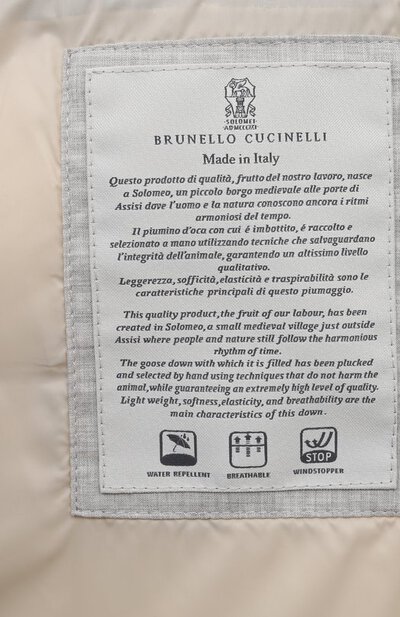 SOLOMEO
BRUNELLO CUCINELLI
Made in Italy
Questo prodotto di qualità, frutto del nostro lavoro, nasce
a Solomeo, un piccolo borgo medievale alle porte di
Assisi dove l'uomo e la natura conoscono ancora i ritmi
armoniosi del tempo.
Il piumino d'oca con cui é imbottito, é raccolto e
selezionato a mano utilizzando tecniche che salvaguardano
l'integrità dell'animale, garantendo un altissimo livello
qualitativo.
Leggerezza, sofficità,elasticità e traspirabilità sono le
caratteristiche principali di questo piumaggio.
This quality product,the fruit of our labour, has been
created in Solomeo,a small medieval village just outside
Assisi where people and nature still follow the harmonious
rhythm of time.
The goose down with which it is filled has been plucked
and selected by hand using techniques that do not harm the
animal,while guaranteeing an extremely high level of quality.
Light weight, softness,elasticity, and breathability are the
main characteristics of this down.
STOP
WATER REPELLENT BREATHABLE WINDSTOPPER